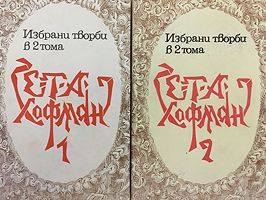 Избрани творби
в 2 тома
Е·Т·А·
Хофман
1
Избрани творби
в 2 тома
Е·Т·А·
Хофман
2